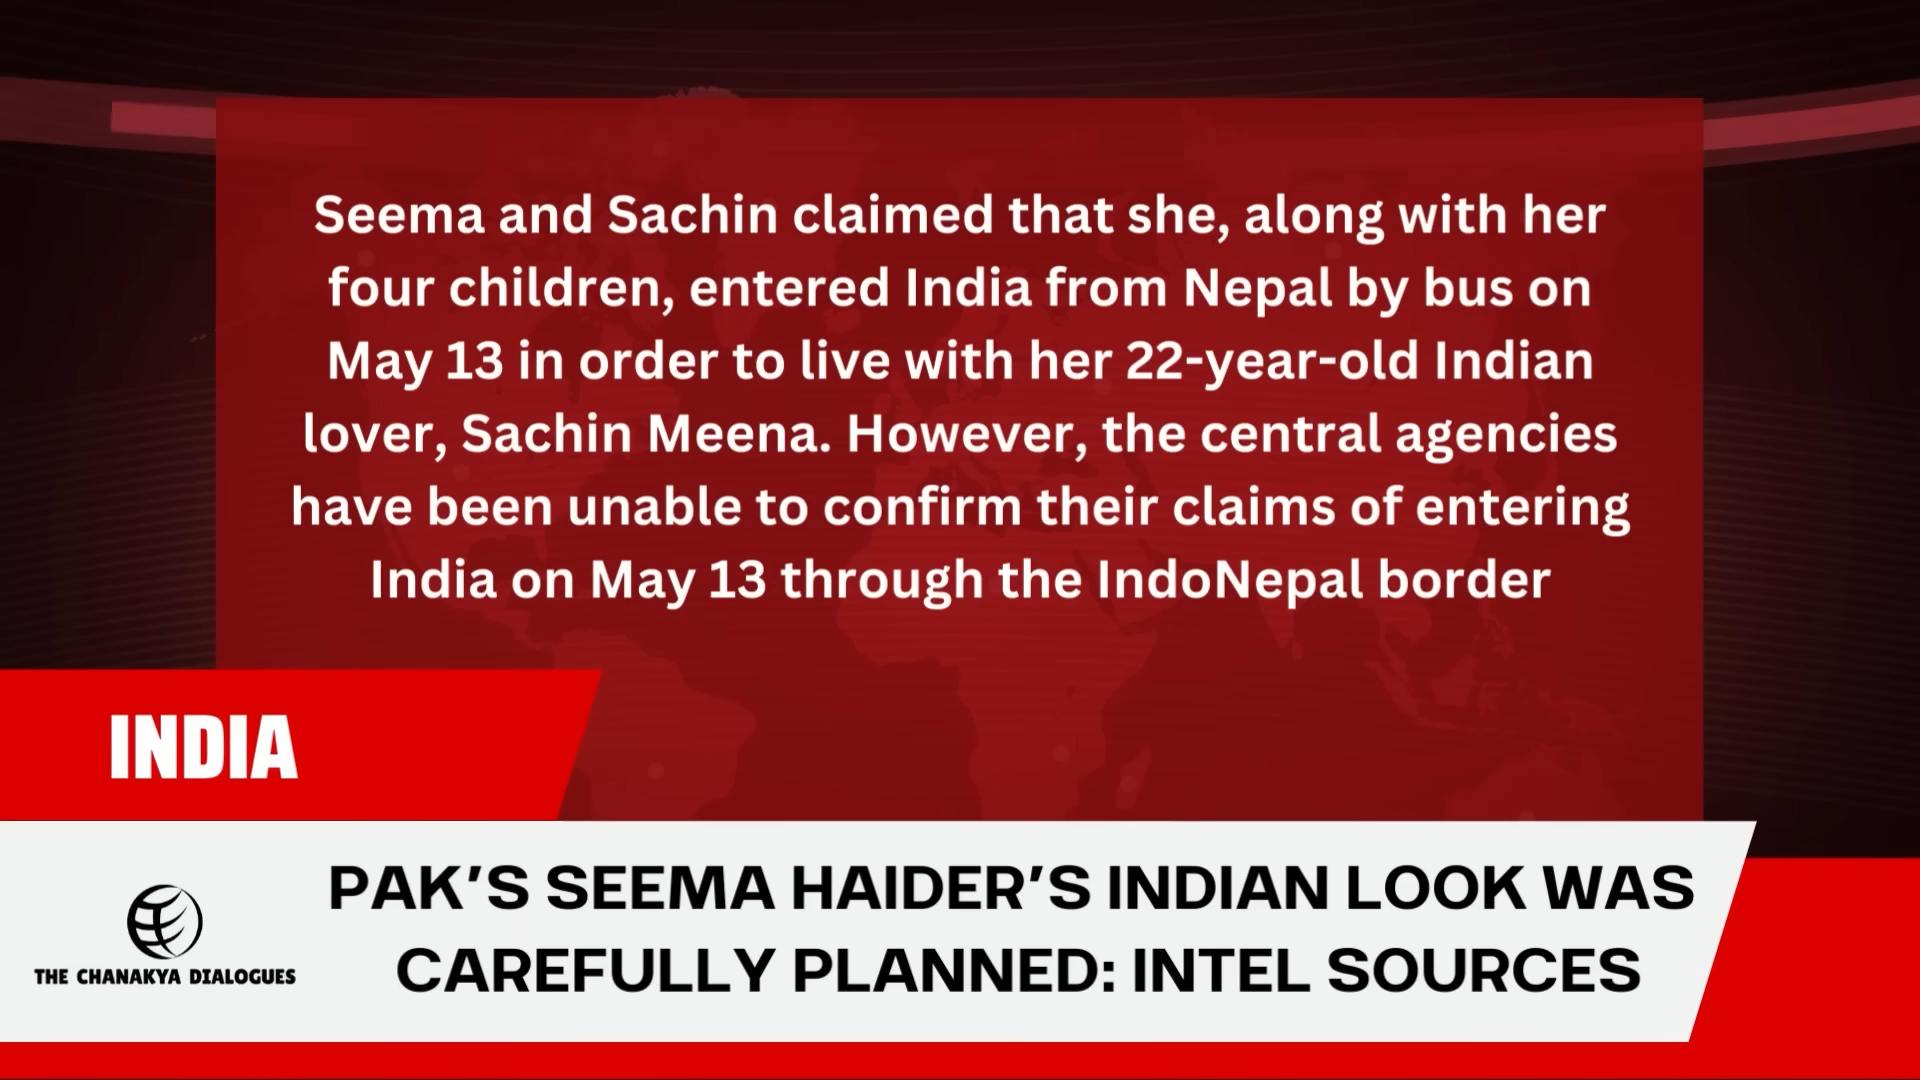 Seema and Sachin claimed that she, along with her
four children, entered India from Nepal by bus on
May 13 in order to live with her 22-year-old Indian
lover, Sachin Meena. However, the central agencies
have been unable to confirm their claims of entering
India on May 13 through the IndoNepal border
INDIA
PAK'S SEEMA HAIDER'S INDIAN LOOK WAS
CAREFULLY PLANNED: INTEL SOURCES
THE CHANAKYA DIALOGUES